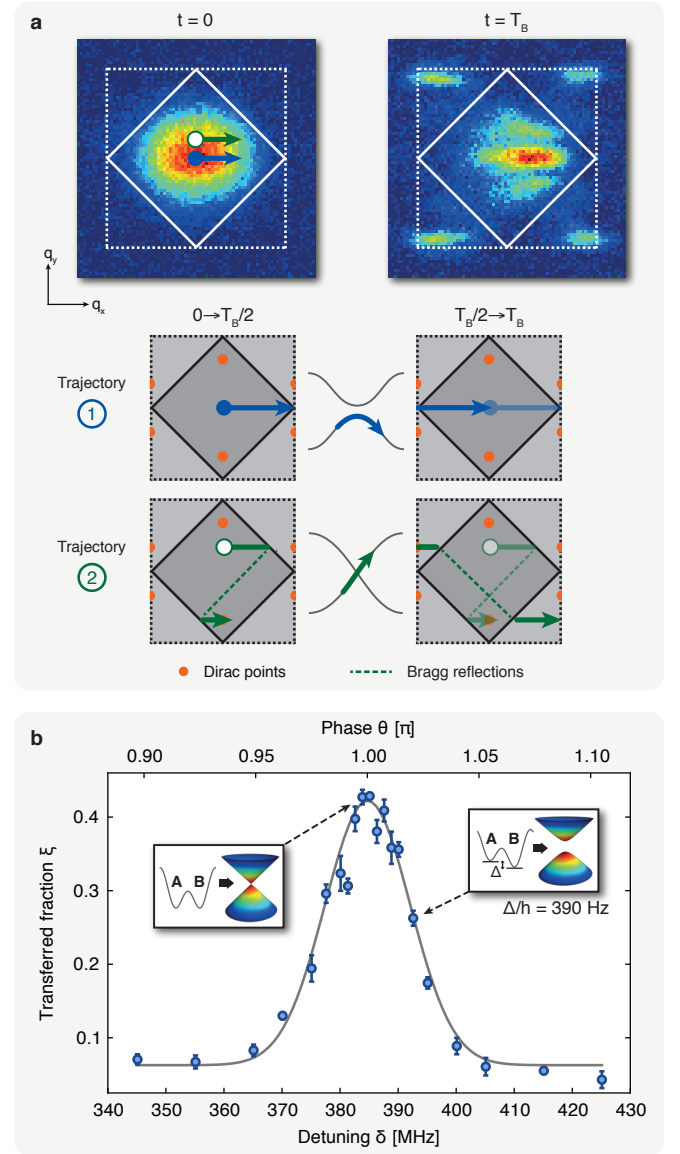 a
t = 0
t = T_B
q_y
q_x
0→T_B/2
T_B/2→T_B
Trajectory
1
Trajectory
2
Dirac points
Bragg reflections
b
Phase θ [π]
0.90
0.95
1.00
1.05
1.10
Transferred fraction ξ
0.4
0.3
0.2
0.1
A B
A B
Δ
Δ/h = 390 Hz
340
350
360
370
380
390
400
410
420
430
Detuning δ [MHz]